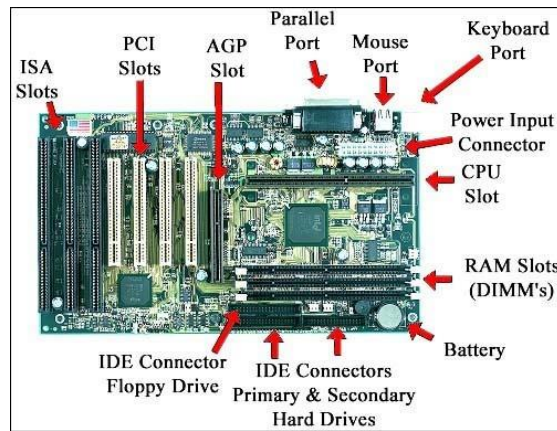 Parallel
Port
Keyboard
Port
PCI
Slots
AGP
Slot
Mouse
Port
ISA
Slots
Power Input
Connector
CPU
Slot
RAM Slots
(DIMM's)
Battery
IDE Connector
Floppy Drive
IDE Connectors
Primary & Secondary
Hard Drives